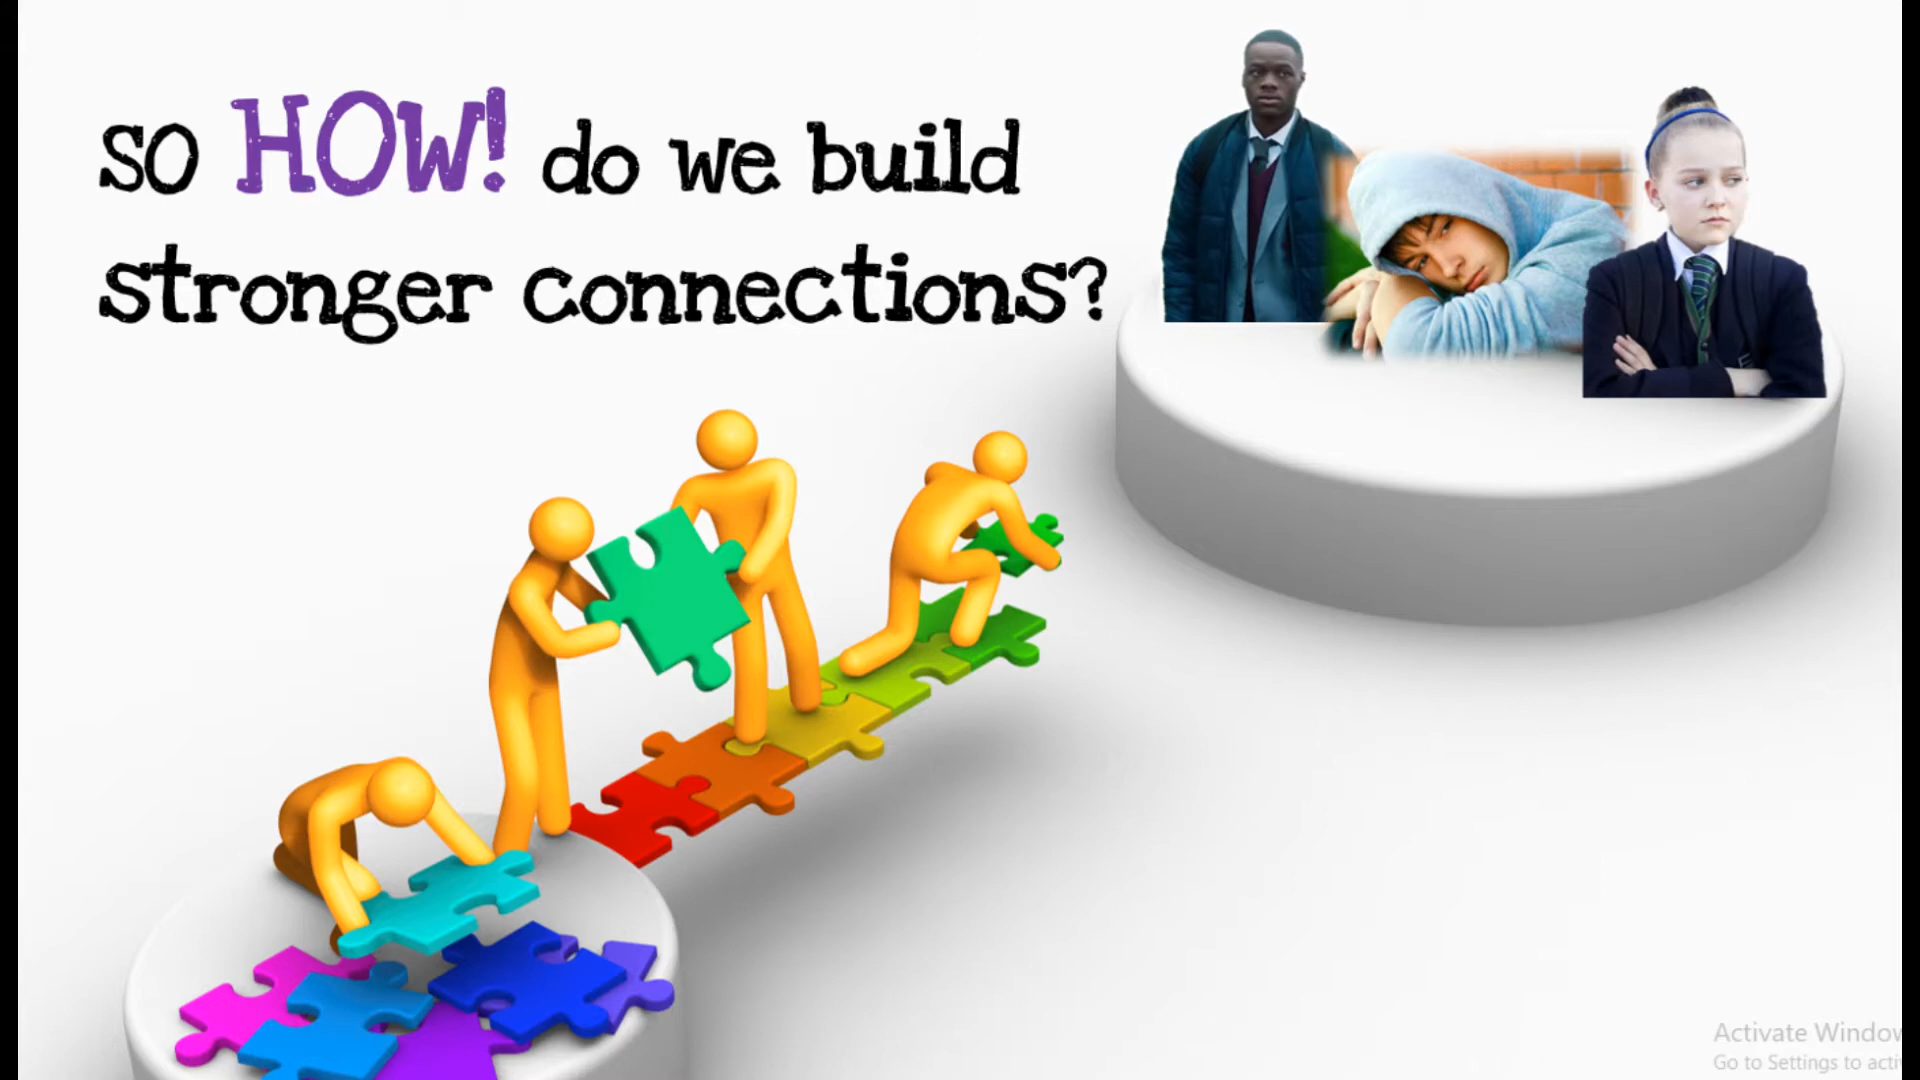 so HOW! do we build
stronger connections?
Activate Window
Go to Settings to acti